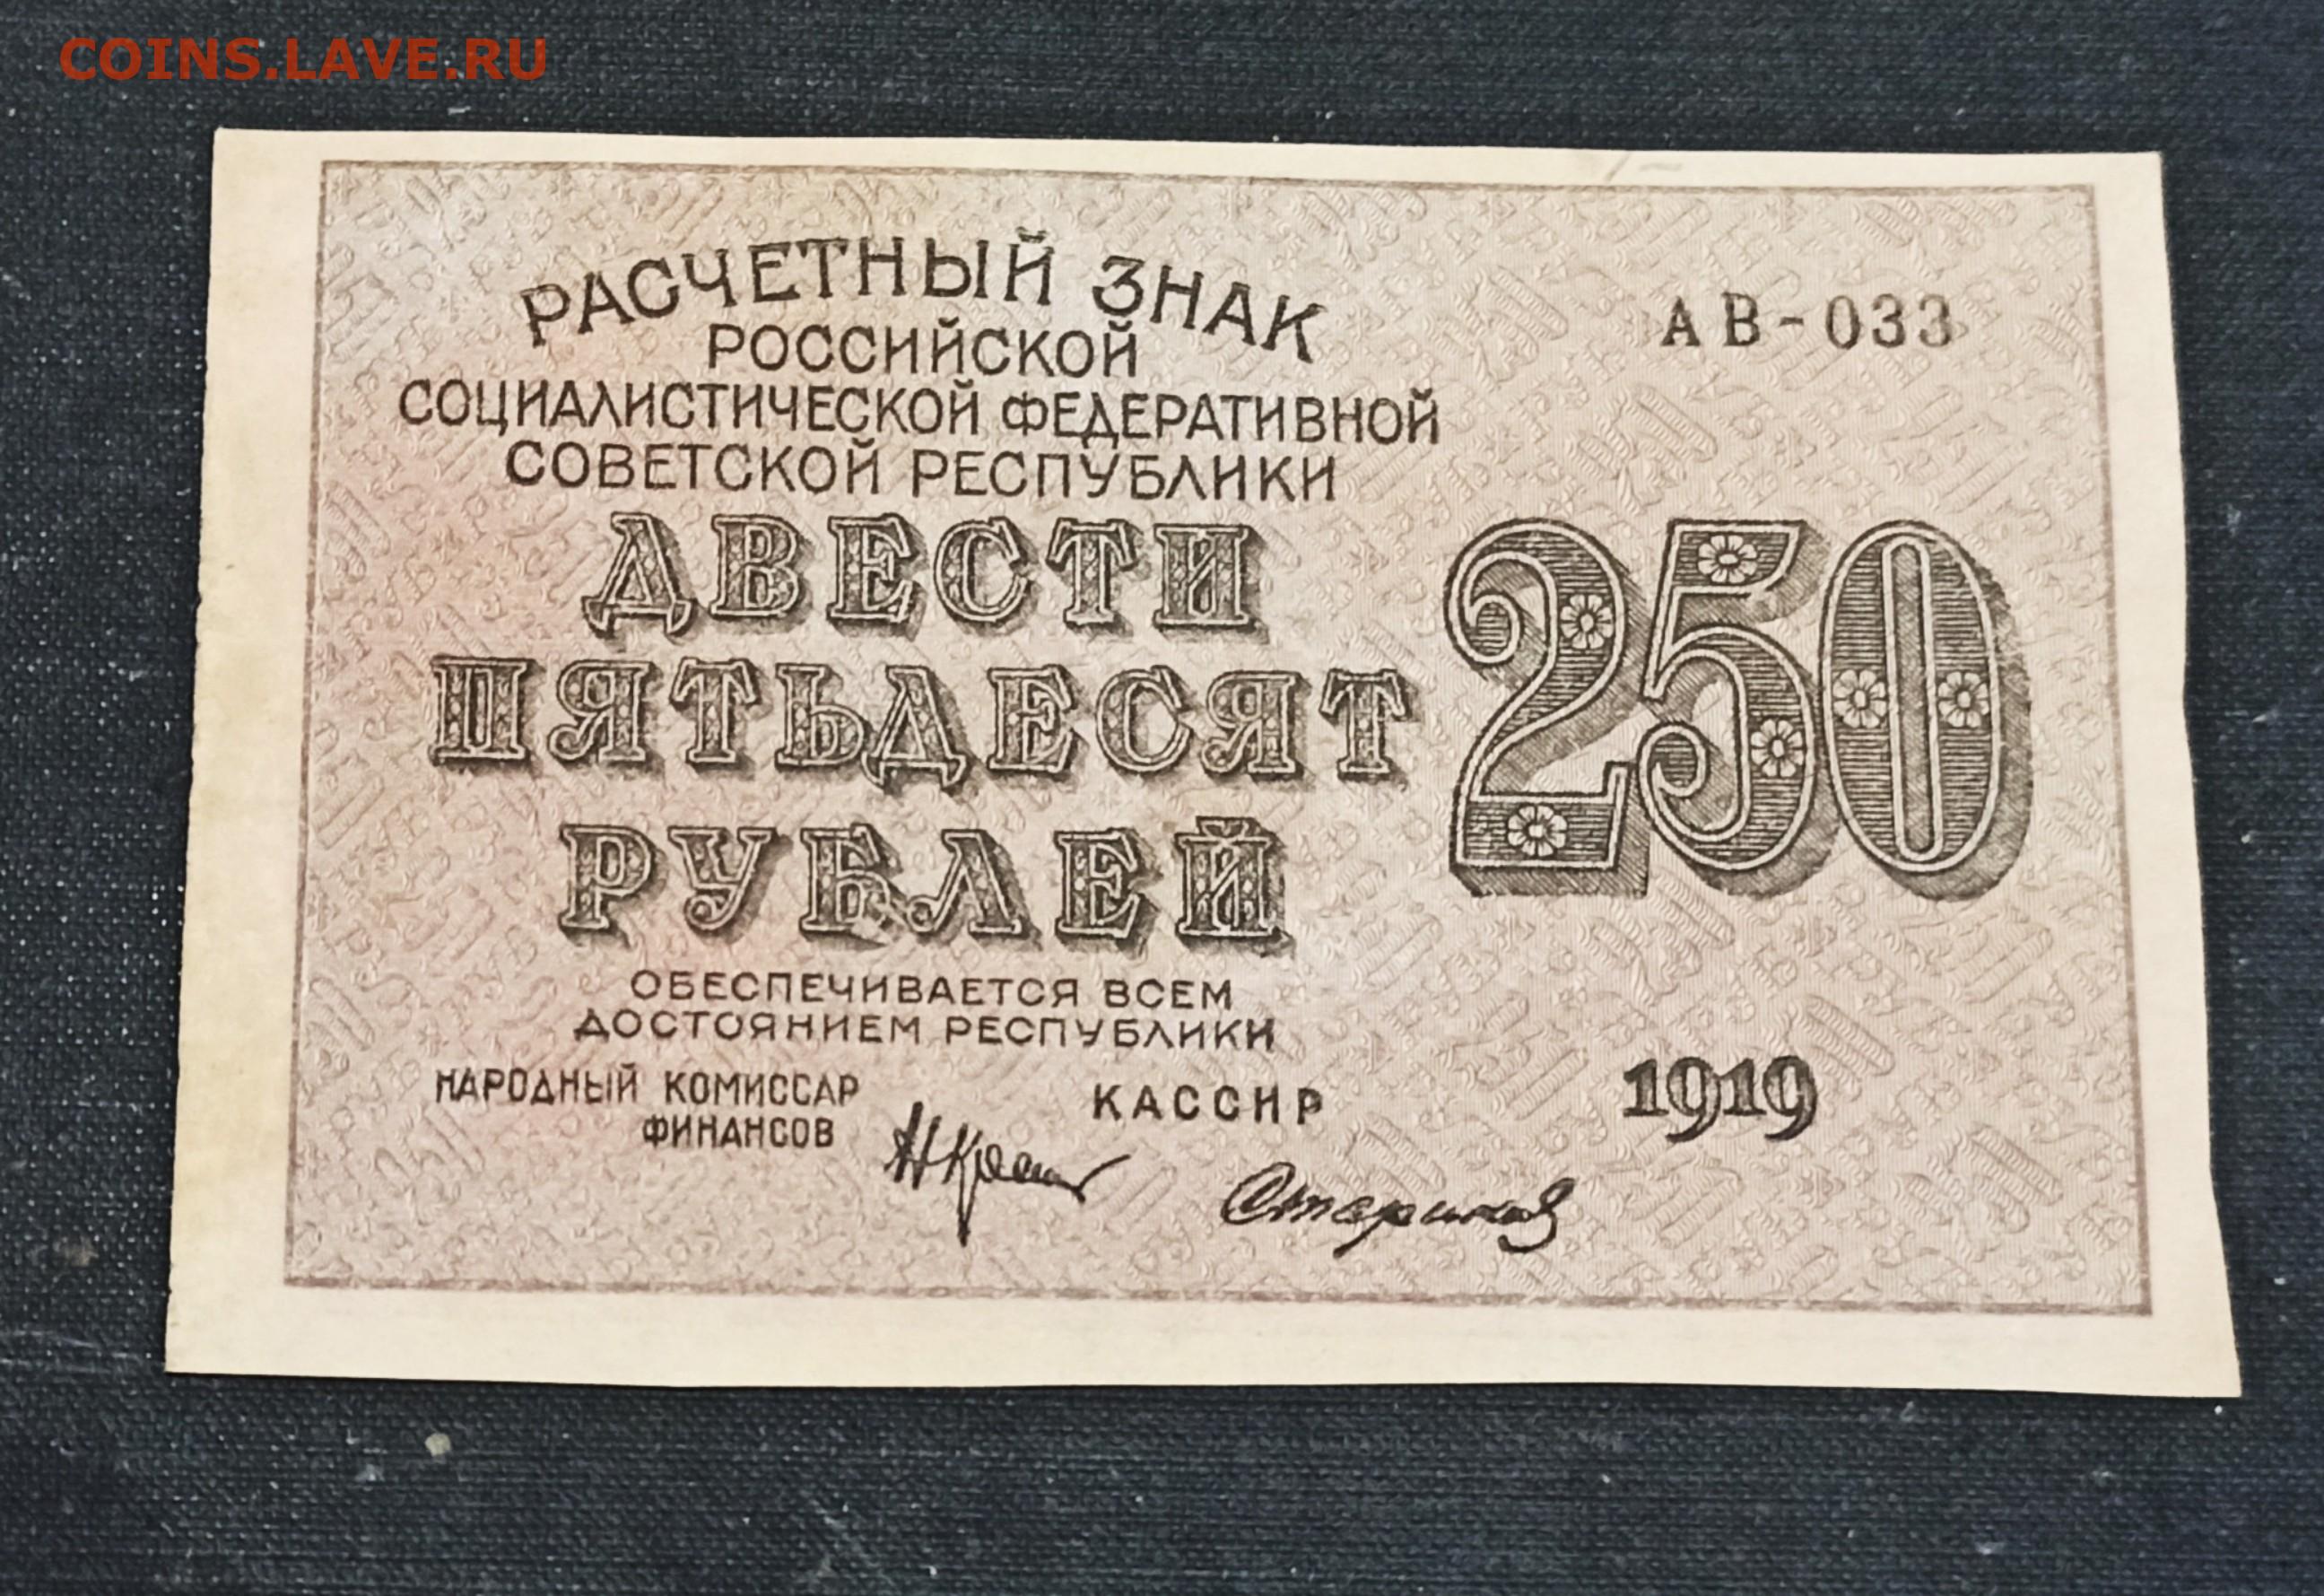 COINS.LAVE.RU
РАСЧЕТНЫЙ ЗНАК
РОССИЙСКОЙ
СОЦИАЛИСТИЧЕСКОЙ ФЕДЕРАТИВНОЙ
СОВЕТСКОЙ РЕСПУБЛИКИ
АВ-033
ДВЕСТИ
ПЯТЬДЕСЯТ
РУБЛЕЙ
250
ОБЕСПЕЧИВАЕТСЯ ВСЕМ
ДОСТОЯНИЕМ РЕСПУБЛИКИ
НАРОДНЫЙ КОМИССАР
ФИНАНСОВ
КАССИР
1919